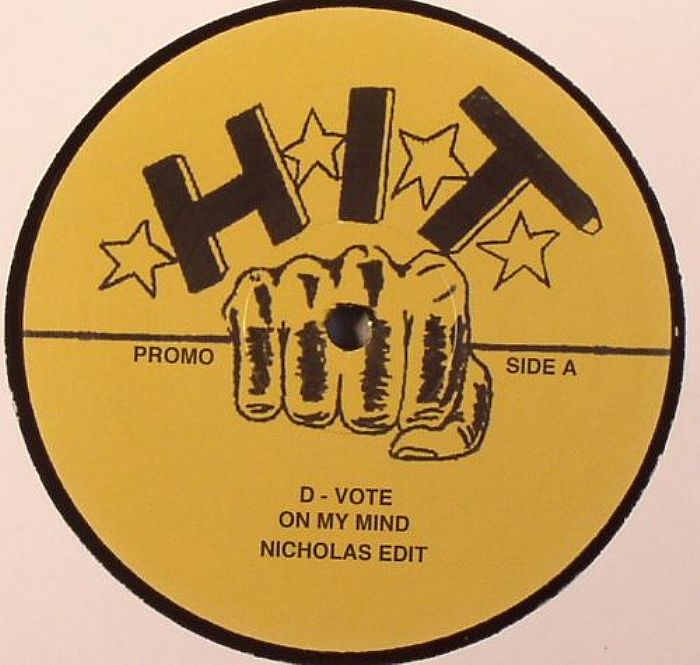 HIT
PROMO
SIDE A
D - VOTE
ON MY MIND
NICHOLAS EDIT